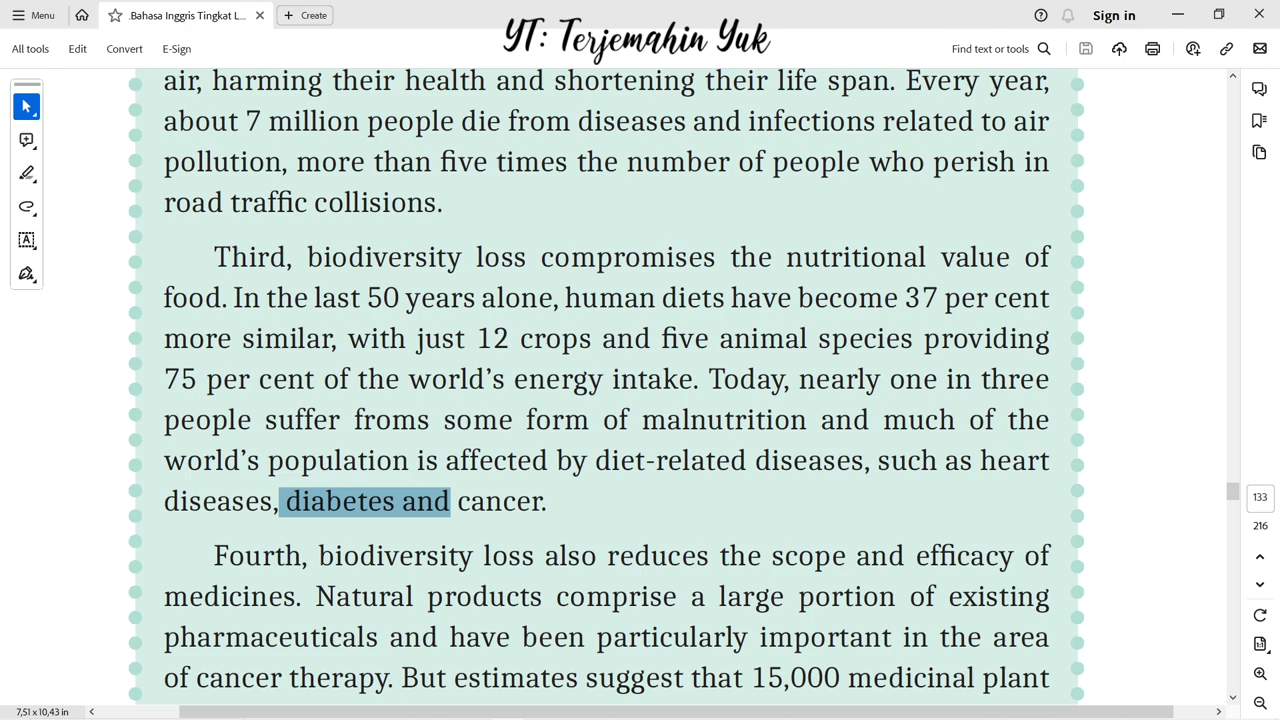 Menu
.Bahasa Inggris Tingkat L...
Create
YT: Terjemahin Yuk
Sign in
All tools
Edit
Convert
E-Sign
Find text or tools
air, harming their health and shortening their life span. Every year,
about 7 million people die from diseases and infections related to air
pollution, more than five times the number of people who perish in
road traffic collisions.
Third, biodiversity loss compromises the nutritional value of
food. In the last 50 years alone, human diets have become 37 per cent
more similar, with just 12 crops and five animal species providing
75 per cent of the world’s energy intake. Today, nearly one in three
people suffer froms some form of malnutrition and much of the
world’s population is affected by diet-related diseases, such as heart
diseases, diabetes and cancer.
Fourth, biodiversity loss also reduces the scope and efficacy of
medicines. Natural products comprise a large portion of existing
pharmaceuticals and have been particularly important in the area
of cancer therapy. But estimates suggest that 15,000 medicinal plant
133
216
7,51 x 10,43 in